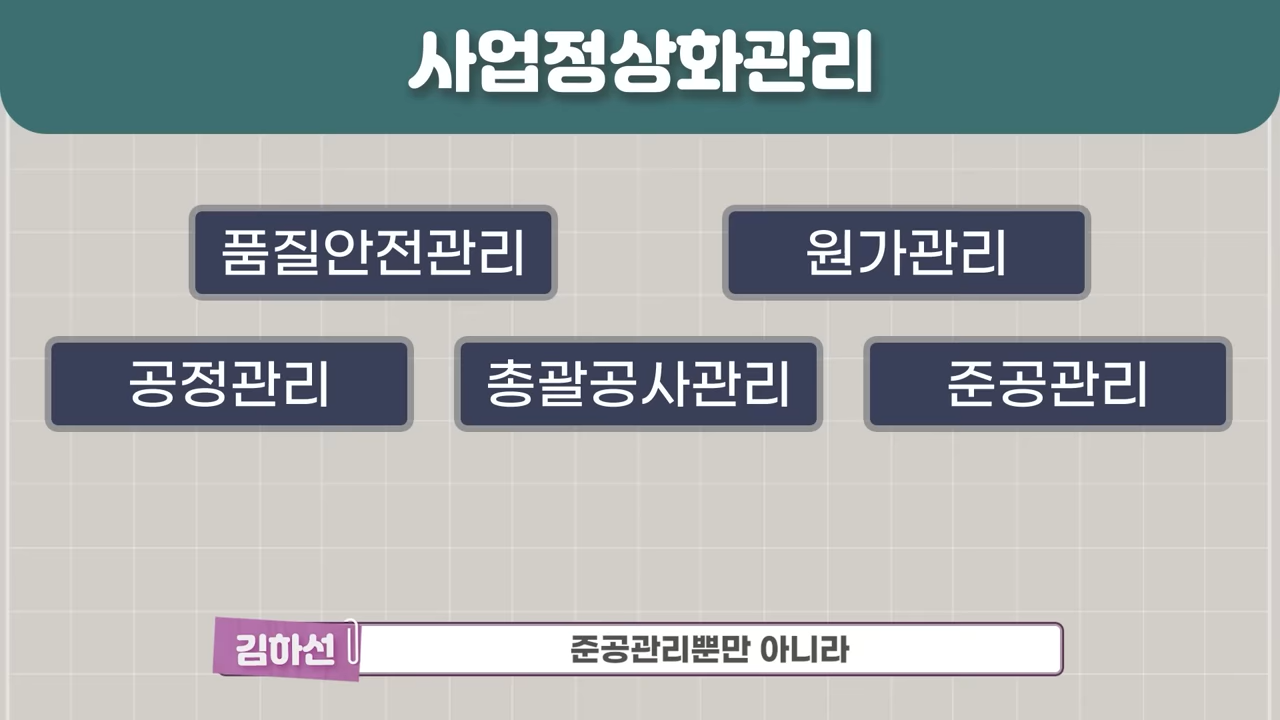 사업정상화관리
품질안전관리 원가관리
공정관리 총괄공사관리 준공관리
김하선 준공관리뿐만 아니라